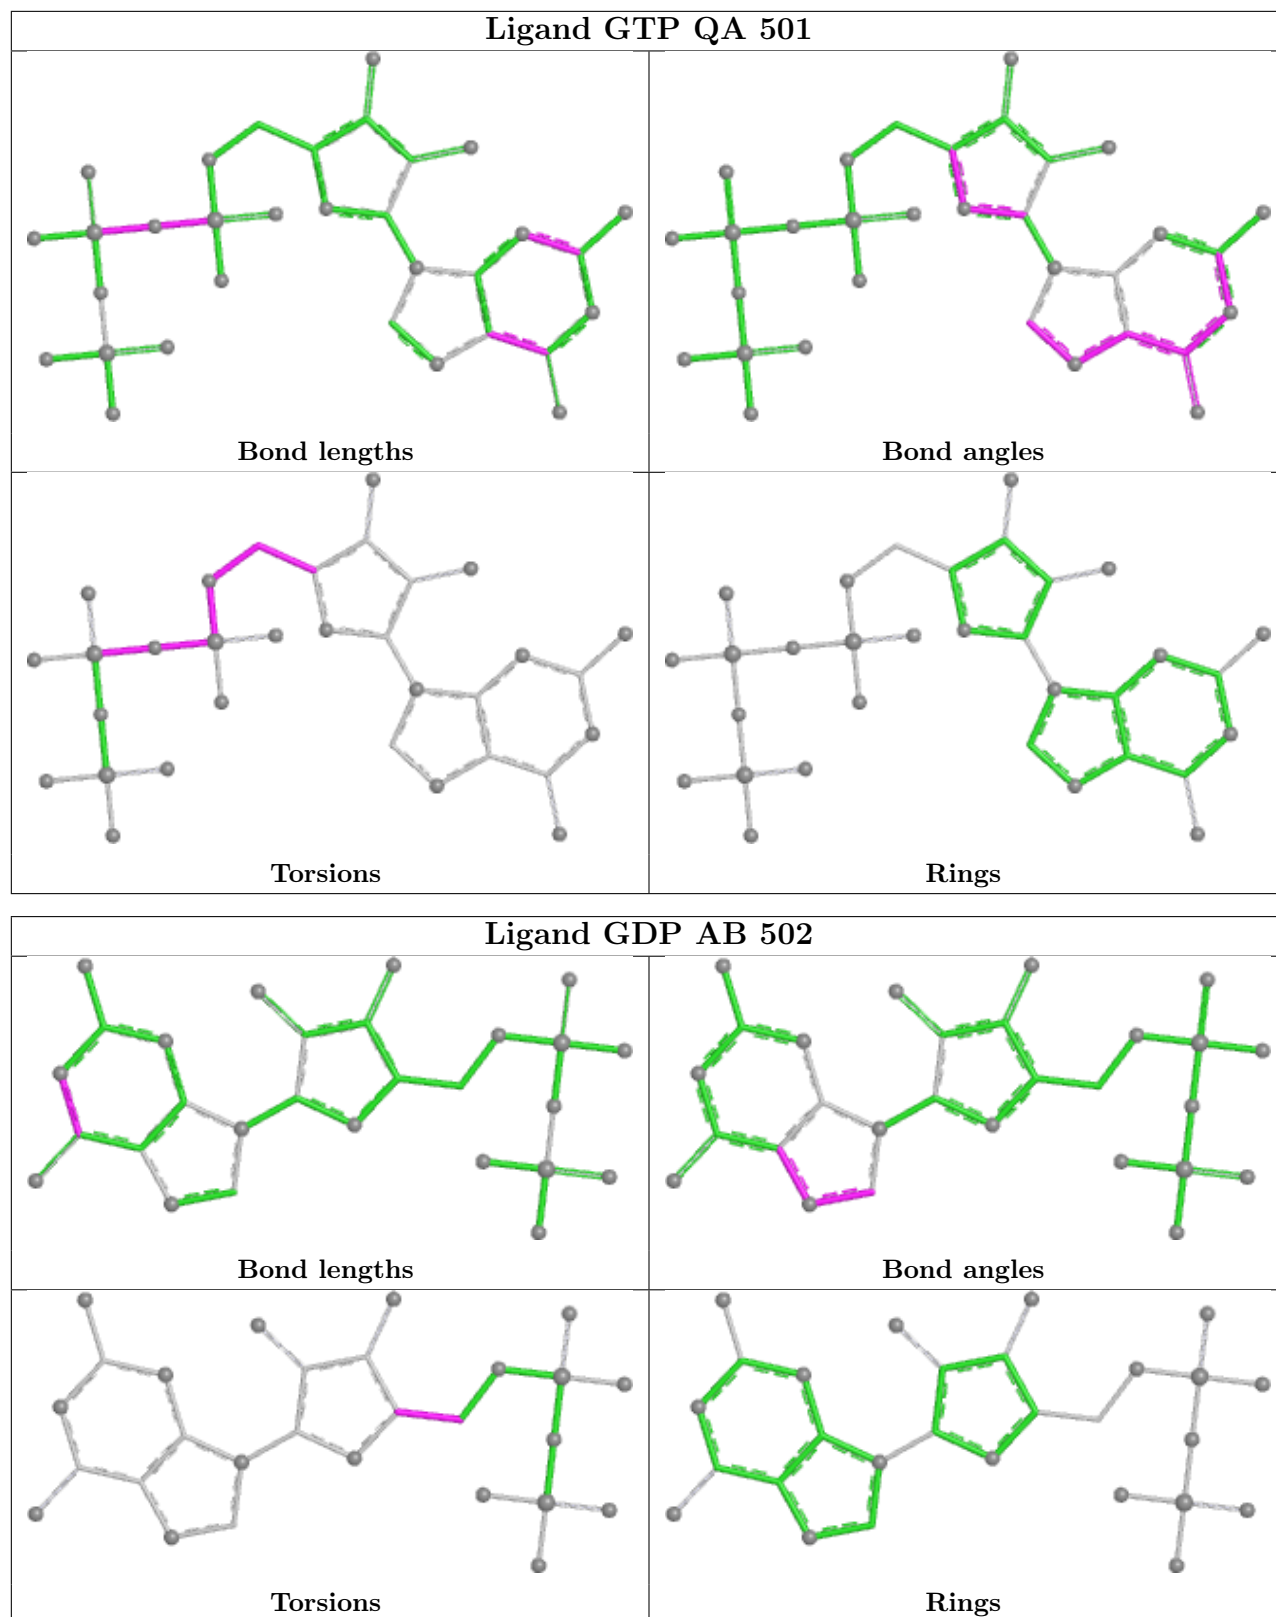 Ligand GTP QA 501
Bond lengths
Bond angles
Torsions
Rings
Ligand GDP AB 502
Bond lengths
Bond angles
Torsions
Rings